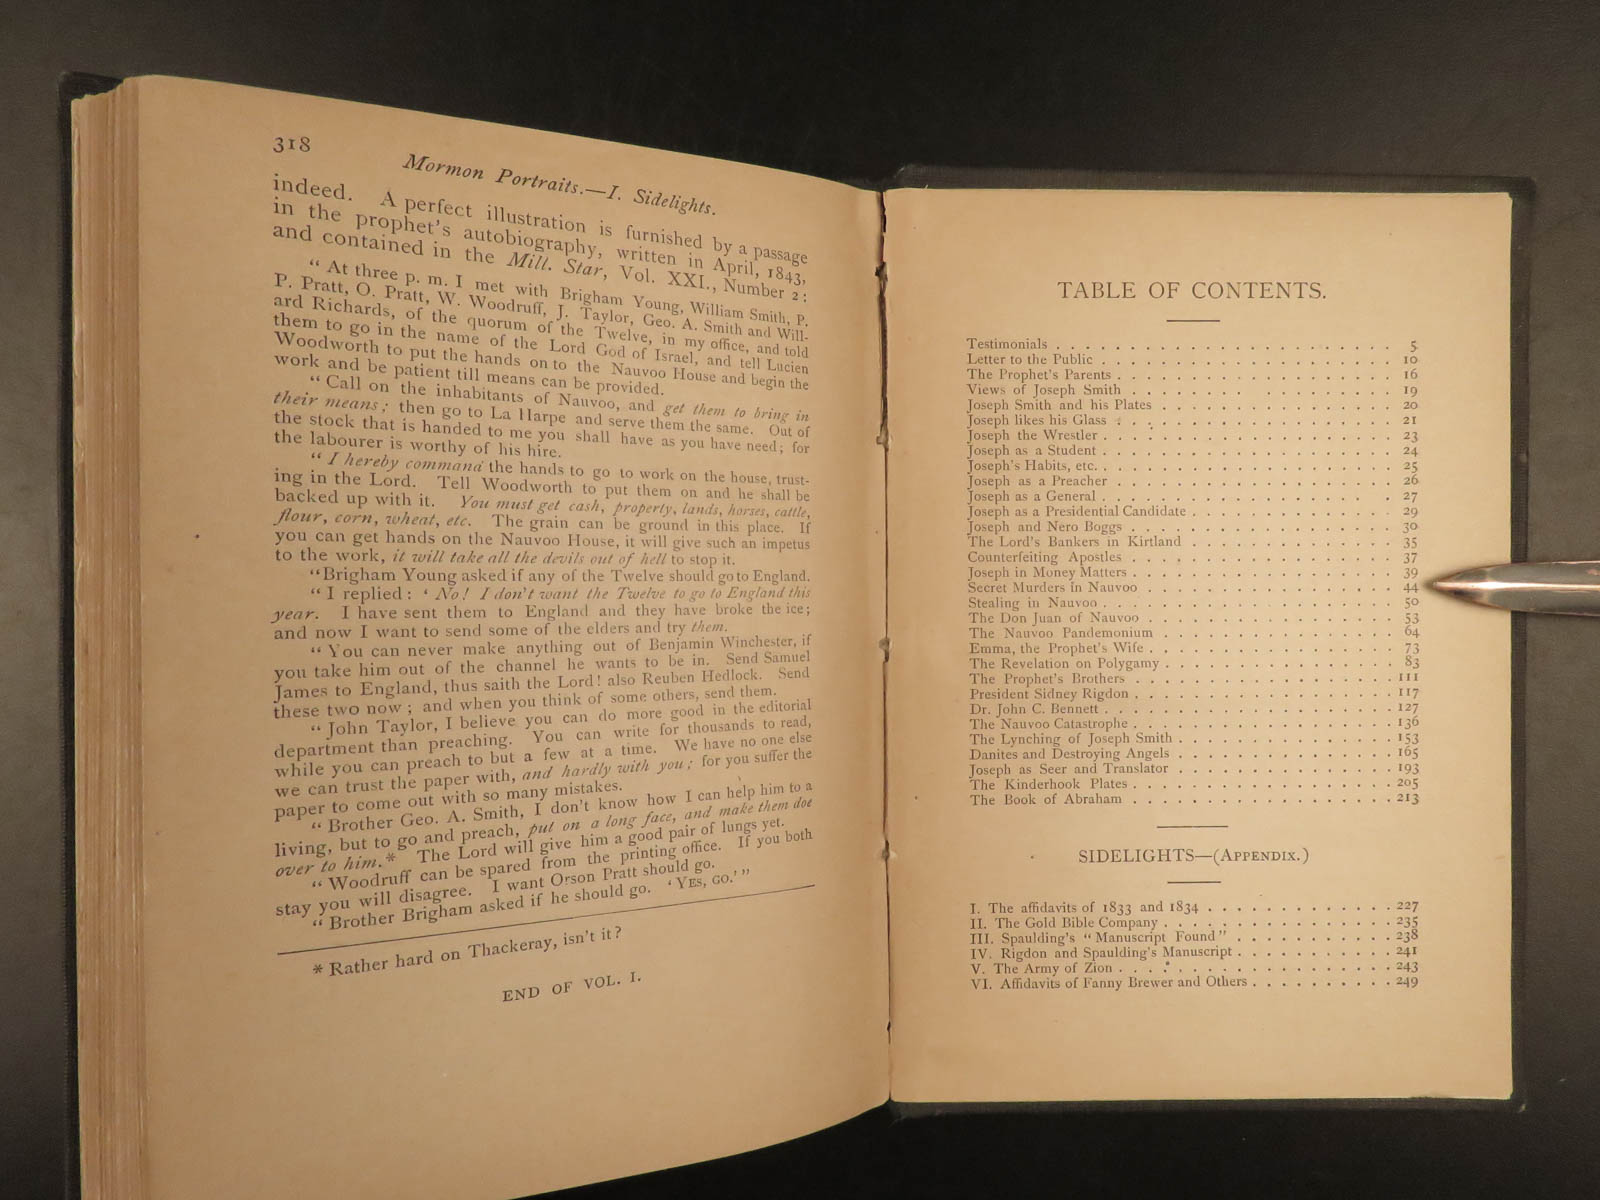 318
Mormon Portraits.—I. Sidelights.
indeed. A perfect illustration is furnished by a passage
in the prophet's autobiography, written in April, 1843,
and contained in the Mill. Star, Vol. XXI., Number 2:
"At three p. m. I met with Brigham Young, William Smith, P.
P. Pratt, O. Pratt, W. Woodruff, J. Taylor, Geo. A. Smith and Will-
ard Richards, of the quorum of the Twelve, in my office, and told
them to go in the name of the Lord God of Israel, and tell Lucien
Woodworth to put the hands on to the Nauvoo House and begin the
work and be patient till means can be provided.
"Call on the inhabitants of Nauvoo, and get them to bring in
their means; then go to La Harpe and serve them the same. Out of
the stock that is handed to me you shall have as you have need; for
the labourer is worthy of his hire.
"I hereby command the hands to go to work on the house, trust-
ing in the Lord. Tell Woodworth to put them on and he shall be
backed up with it. You must get cash, property, lands, horses, cattle,
flour, corn, wheat, etc. The grain can be ground in this place. If
you can get hands on the Nauvoo House, it will give such an impetus
to the work, it will take all the devils out of hell to stop it.
"Brigham Young asked if any of the Twelve should go to England.
"I replied: 'No! I don't want the Twelve to go to England this
year. I have sent them to England and they have broke the ice;
and now I want to send some of the elders and try them.
"You can never make anything out of Benjamin Winchester, if
you take him out of the channel he wants to be in. Send Samuel
James to England, thus saith the Lord! also Reuben Hedlock. Send
these two now; and when you think of some others, send them.
"John Taylor, I believe you can do more good in the editorial
department than preaching. You can write for thousands to read,
while you can preach to but a few at a time. We have no one else
we can trust the paper with, and hardly with you; for you suffer the
paper to come out with so many mistakes.
"Brother Geo. A. Smith, I don't know how I can help him to a
living, but to go and preach, put on a long face, and make them doe
over to him.* The Lord will give him a good pair of lungs yet.
"Woodruff can be spared from the printing office. If you both
stay you will disagree. I want Orson Pratt should go.
"Brother Brigham asked if he should go. 'YES, GO.'"
* Rather hard on Thackeray, isn't it?
END OF VOL. I.
TABLE OF CONTENTS.
Testimonials . . . . . 5
Letter to the Public . . . . . 10
The Prophet's Parents . . . . . 16
Views of Joseph Smith . . . . . 19
Joseph Smith and his Plates . . . . . 20
Joseph likes his Glass . . . . . 21
Joseph the Wrestler . . . . . 23
Joseph as a Student . . . . . 24
Joseph's Habits, etc. . . . . . 25
Joseph as a Preacher . . . . . 26
Joseph as a General . . . . . 27
Joseph as a Presidential Candidate . . . . . 29
Joseph and Nero Boggs . . . . . 30
The Lord's Bankers in Kirtland . . . . . 35
Counterfeiting Apostles . . . . . 37
Joseph in Money Matters . . . . . 39
Secret Murders in Nauvoo . . . . . 44
Stealing in Nauvoo . . . . . 50
The Don Juan of Nauvoo . . . . . 53
The Nauvoo Pandemonium . . . . . 64
Emma, the Prophet's Wife . . . . . 73
The Revelation on Polygamy . . . . . 83
The Prophet's Brothers . . . . . 111
President Sidney Rigdon . . . . . 117
Dr. John C. Bennett . . . . . 127
The Nauvoo Catastrophe . . . . . 136
The Lynching of Joseph Smith . . . . . 153
Danites and Destroying Angels . . . . . 165
Joseph as Seer and Translator . . . . . 193
The Kinderhook Plates . . . . . 205
The Book of Abraham . . . . . 213
SIDELIGHTS—(APPENDIX.)
I. The affidavits of 1833 and 1834 . . . . . 227
II. The Gold Bible Company . . . . . 235
III. Spaulding's "Manuscript Found" . . . . . 238
IV. Rigdon and Spaulding's Manuscript . . . . . 241
V. The Army of Zion . . . . . 243
VI. Affidavits of Fanny Brewer and Others . . . . . 249